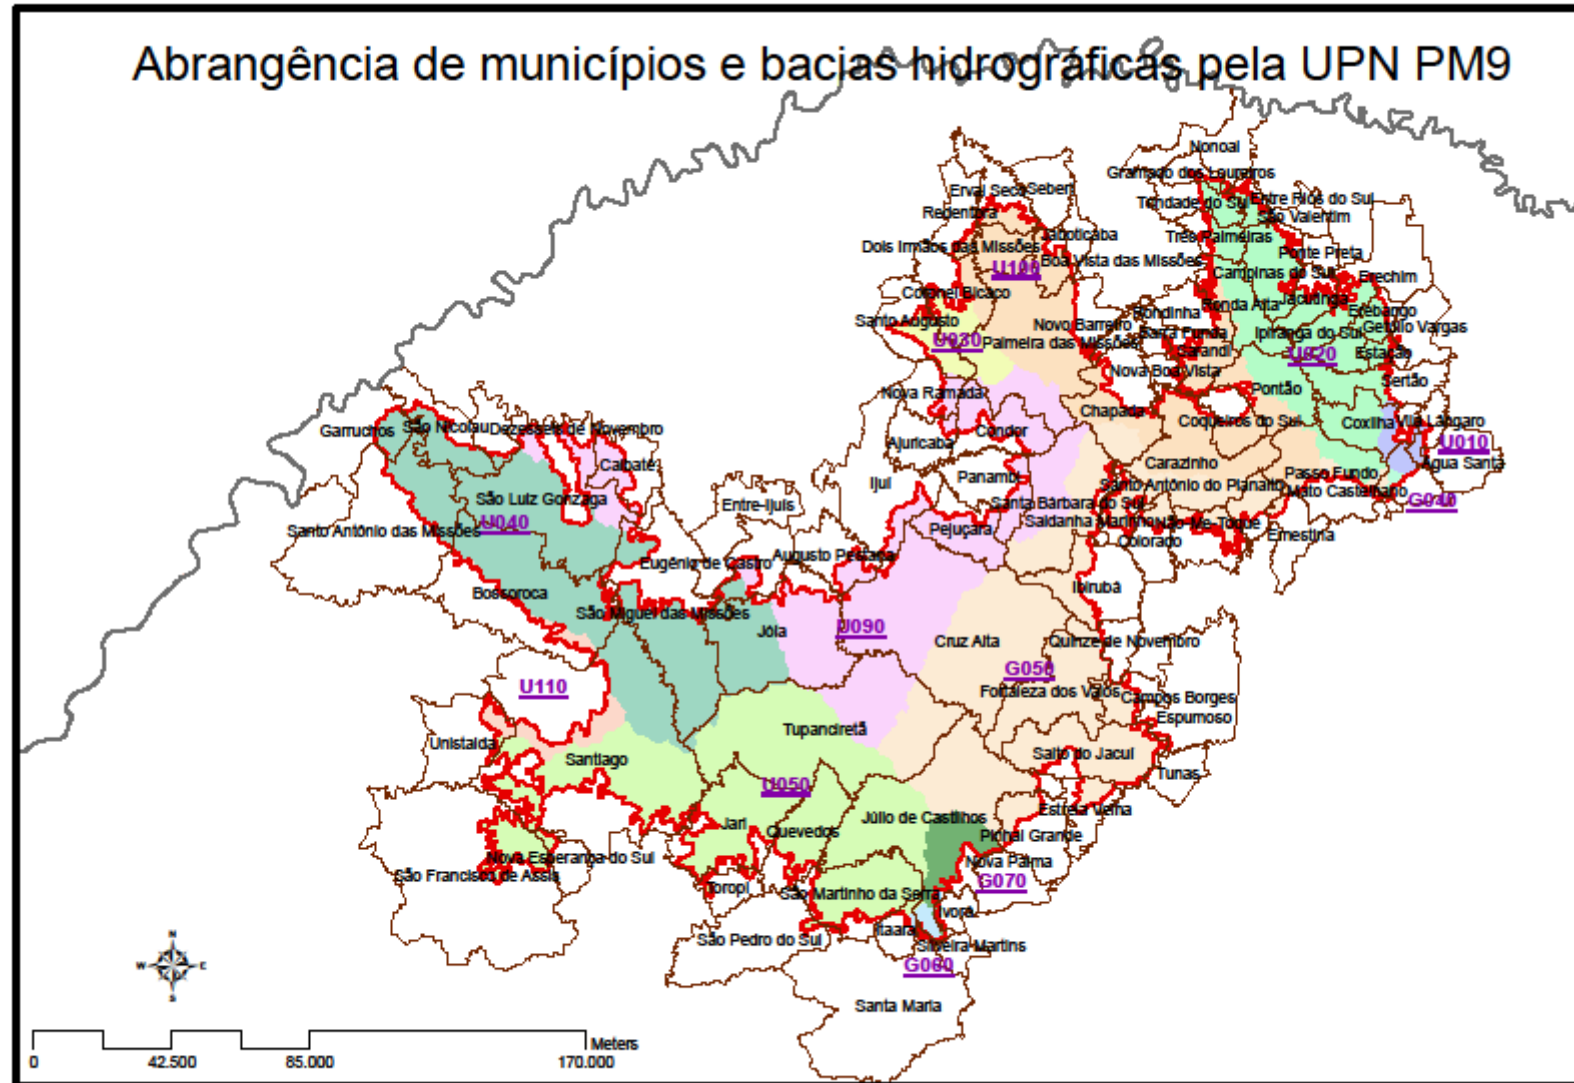 Abrangência de municípios e bacias hidrográficas pela UPN PM9
Nonoai
Gramado dos Loureiros
Erval Seco
Seberi
Trindade do Sul
Entre Rios do Sul
Redentora
São Valentim
Jaboticaba
Três Palmeiras
Dois Irmãos das Missões
Ponte Preta
Boa Vista das Missões
U100
Campinas do Sul
Erechim
Coronel Bicaco
Jacutinga
Ronda Alta
Rondinha
Erebango
Santo Augusto
Novo Barreiro
Getúlio Vargas
Sarra Funda
Ipiranga do Sul
U030
Palmeira das Missões
Sarandi
U020
Estação
Nova Boa Vista
Sertão
Nova Ramada
Pontão
Chapada
Coqueiros do Sul
Coxilha
Vila Lângaro
Garruchos
São Nicolau
Dezesseis de Novembro
Condor
Ajuricaba
U010
Caibaté
Carazinho
Água Santa
Panambi
Passo Fundo
Ijuí
Santo Antônio do Planalto
Mato Castelhano
São Luiz Gonzaga
Entre-Ijuís
Santa Bárbara do Sul
G040
U040
Saldanha Marinho
Não-Me-Toque
Santo Antônio das Missões
Pejuçara
Colorado
Ernestina
Augusto Pestana
Eugênio de Castro
Ibirubá
Bossoroca
São Miguel das Missões
Jóia
U090
Cruz Alta
Quinze de Novembro
G050
U110
Fortaleza dos Valos
Campos Borges
Espumoso
Tupanciretã
Unistalda
Santiago
Salto do Jacuí
Tunas
U050
Estrela Velha
Jari
Quevedos
Júlio de Castilhos
Pinhal Grande
Nova Esperança do Sul
Nova Palma
São Francisco de Assis
Toropi
São Martinho da Serra
G070
Ivorá
Itaara
São Pedro do Sul
Silveira Martins
G060
Santa Maria
N
W
E
S
Meters
0
42.500
85.000
170.000